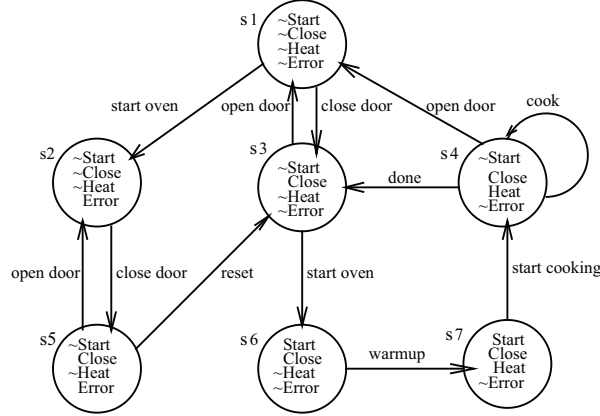 s1
~Start
~Close
~Heat
~Error
start oven
open door
close door
open door
cook
s2
~Start
~Close
~Heat
Error
s3
~Start
Close
~Heat
~Error
done
s4
~Start
Close
Heat
~Error
open door
close door
reset
start oven
start cooking
s5
~Start
Close
~Heat
Error
s6
Start
Close
~Heat
~Error
warmup
s7
Start
Close
Heat
~Error